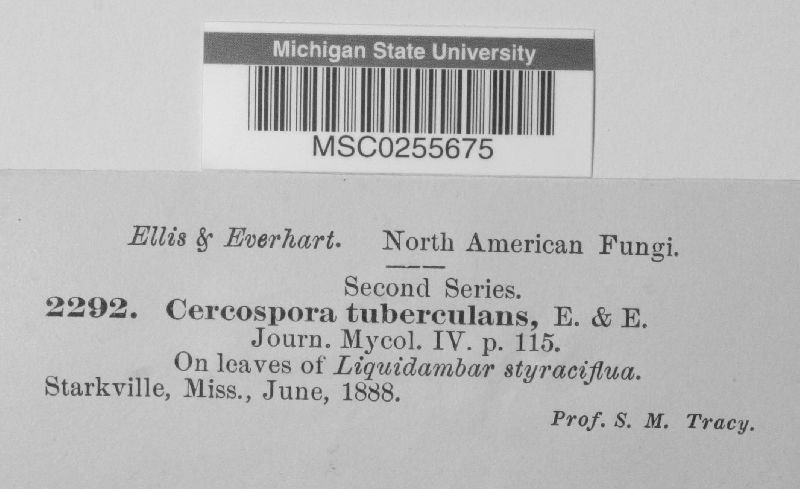 Michigan State University
MSC0255675
Ellis & Everhart. North American Fungi.
Second Series.
2292. Cercospora tuberculans, E. & E.
Journ. Mycol. IV. p. 115.
On leaves of Liquidambar styraciflua.
Starkville, Miss., June, 1888.
Prof. S. M. Tracy.